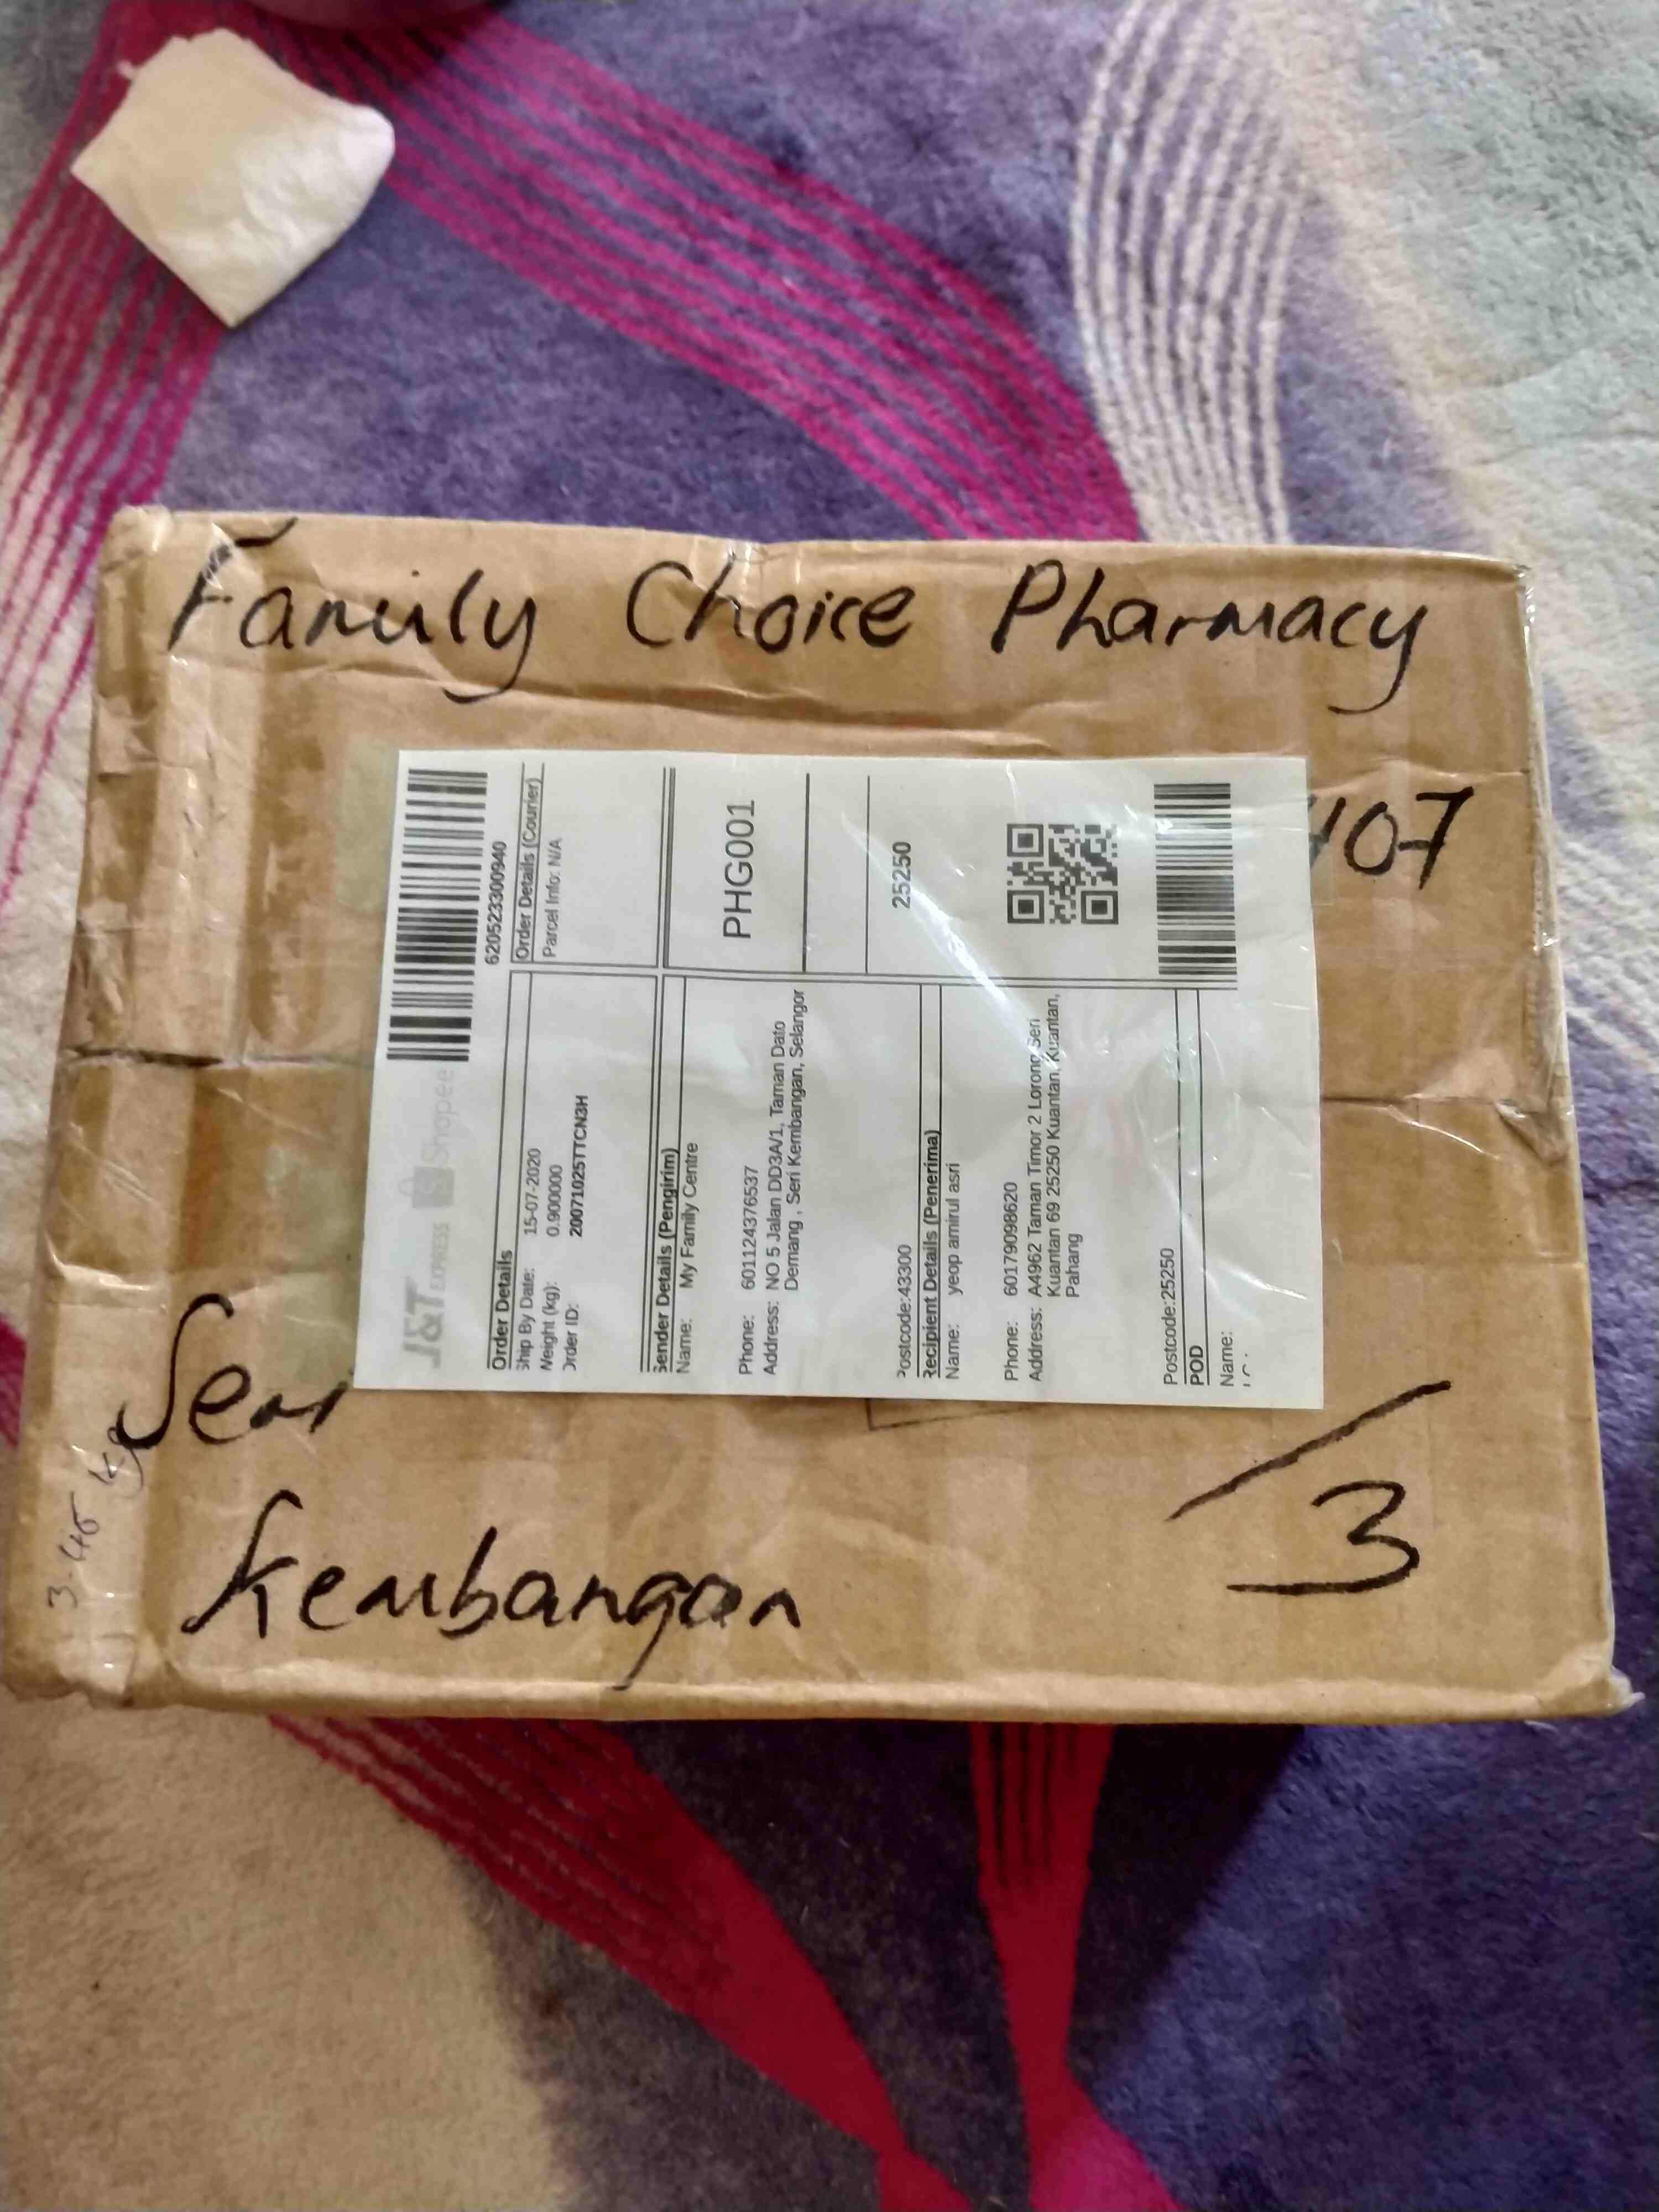 Family Choice Pharmacy
107
Seri
Kembangan
/3
3.45 kg
J&T EXPRESS Shopee
620523300940
Order Details
Ship By Date: 15-07-2020
Weight (kg): 0.900000
Order ID: 20071025TTCN3H
Order Details (Courier)
Parcel Info: N/A
Sender Details (Pengirim)
Name: My Family Centre
Phone: 601124376537
Address: NO 5 Jalan DD3A/1, Taman Dato
Demang , Seri Kembangan, Selangor
Postcode:43300
PHG001
25250
Recipient Details (Penerima)
Name: yeop amirul asri
Phone: 60179098620
Address: A4962 Taman Timor 2 Lorong Seri
Kuantan 69 25250 Kuantan, Kuantan,
Pahang
Postcode:25250
POD
Name: